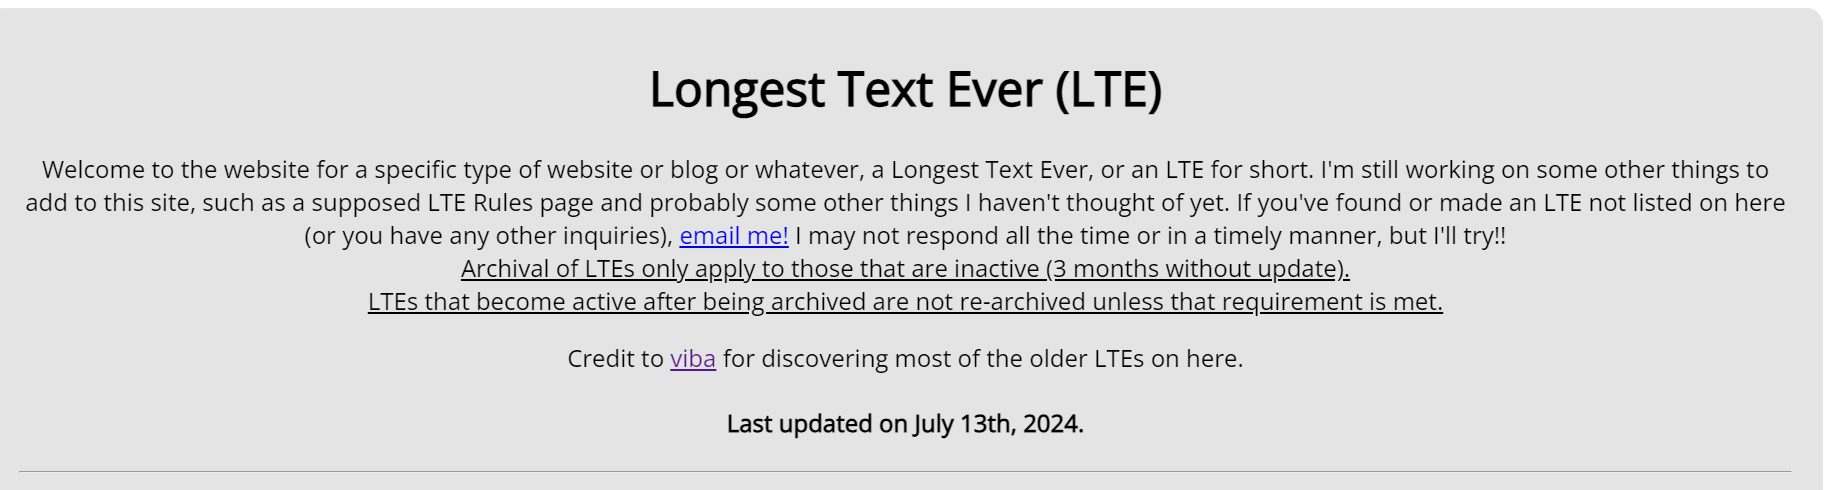 Longest Text Ever (LTE)
Welcome to the website for a specific type of website or blog or whatever, a Longest Text Ever, or an LTE for short. I'm still working on some other things to
add to this site, such as a supposed LTE Rules page and probably some other things I haven't thought of yet. If you've found or made an LTE not listed on here
(or you have any other inquiries), email me! I may not respond all the time or in a timely manner, but I'll try!!
Archival of LTEs only apply to those that are inactive (3 months without update).
LTEs that become active after being archived are not re-archived unless that requirement is met.
Credit to viba for discovering most of the older LTEs on here.
Last updated on July 13th, 2024.